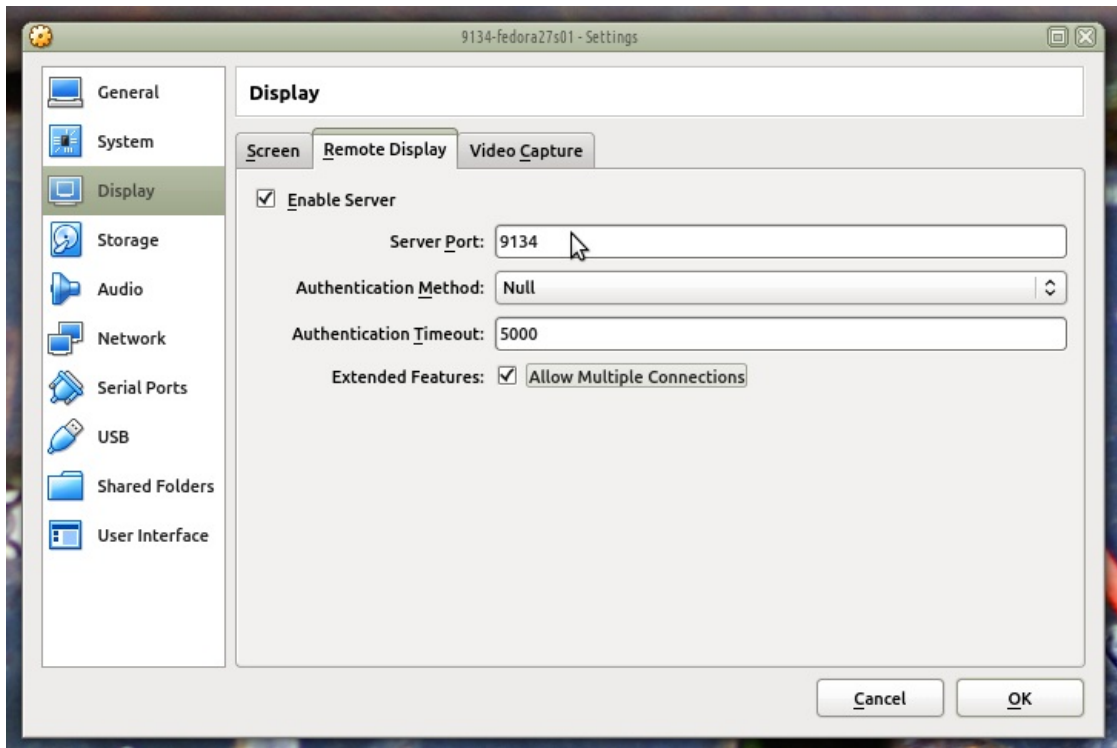 9134-fedora27s01 - Settings
General
System
Display
Storage
Audio
Network
Serial Ports
USB
Shared Folders
User Interface
Display
Screen Remote Display Video Capture
Enable Server
Server Port: 9134
Authentication Method: Null
Authentication Timeout: 5000
Extended Features: Allow Multiple Connections
Cancel OK